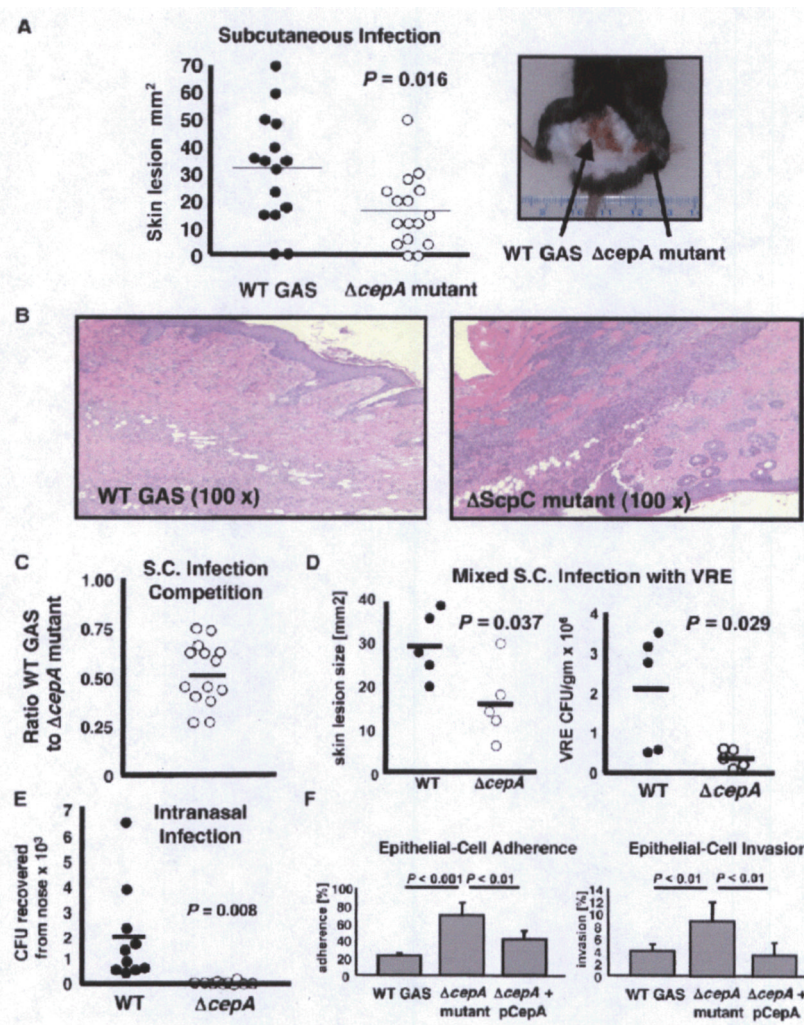 A
Subcutaneous Infection
Skin lesion mm²
70
60
50
40
30
20
10
0
P = 0.016
WT GAS
ΔcepA mutant
WT GAS ΔcepA mutant
B
WT GAS (100 x)
ΔScpC mutant (100 x)
C
S.C. Infection
Competition
Ratio WT GAS
to ΔcepA mutant
1.00
0.75
0.50
0.25
0
D
Mixed S.C. Infection with VRE
skin lesion size [mm2]
40
30
20
10
0
P = 0.037
WT
ΔcepA
VRE CFU/gm x 10⁶
4
3
2
1
0
P = 0.029
WT
ΔcepA
E
Intranasal
Infection
CFU recovered
from nose x 10³
7
6
5
4
3
2
1
0
P = 0.008
WT
ΔcepA
F
Epithelial-Cell Adherence
adherence [%]
100
80
60
40
20
0
P < 0.001
P < 0.01
WT GAS
ΔcepA
mutant
ΔcepA +
pCepA
Epithelial-Cell Invasio
invasion [%]
14
12
10
8
6
4
2
0
P < 0.01
P < 0.01
WT GAS
ΔcepA
mutant
ΔcepA +
pCepA